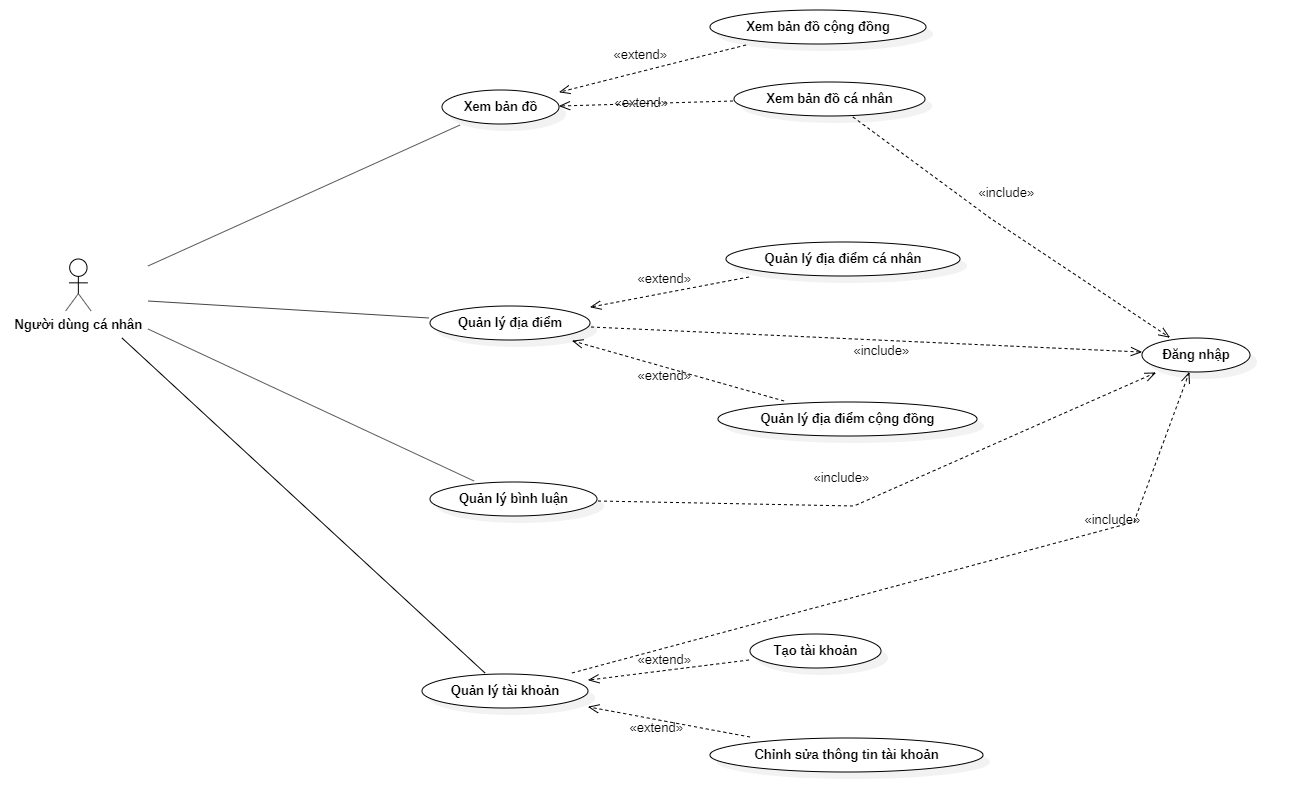 Xem bản đồ cộng đồng
«extend»
Xem bản đồ
«extend»
Xem bản đồ cá nhân
«include»
Quản lý địa điểm cá nhân
«extend»
Người dùng cá nhân
Quản lý địa điểm
«include»
Đăng nhập
«extend»
Quản lý địa điểm cộng đồng
«include»
Quản lý bình luận
«include»
Tạo tài khoản
«extend»
Quản lý tài khoản
«extend»
Chỉnh sửa thông tin tài khoản